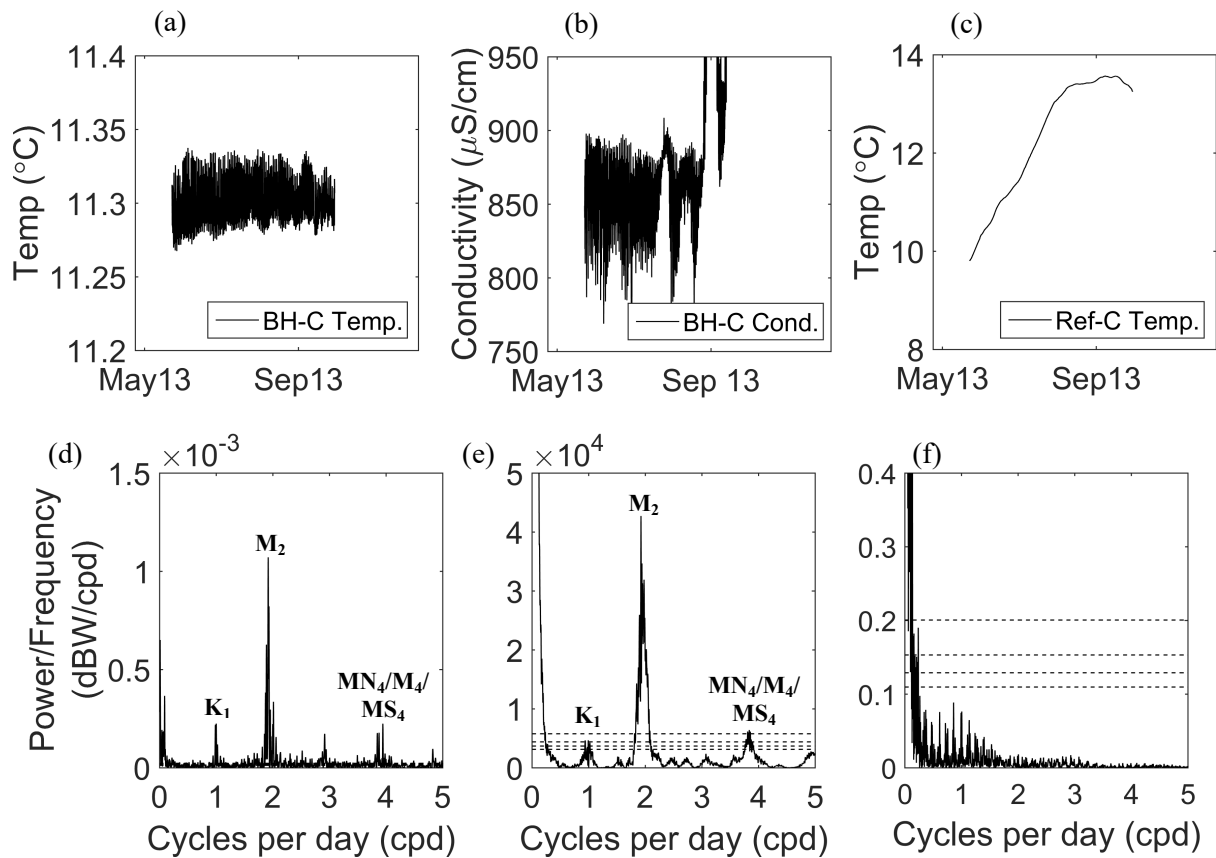 (a)
11.4
11.35
11.3
11.25
11.2
Temp (°C)
BH-C Temp.
May13
Sep13
(b)
950
900
850
800
750
Conductivity (μS/cm)
BH-C Cond.
May13
Sep 13
(c)
14
12
10
8
Temp (°C)
Ref-C Temp.
May13
Sep13
(d)
×10⁻³
1.5
1
0.5
0
Power/Frequency
(dBW/cpd)
M₂
K₁
MN₄/M₄/
MS₄
0 1 2 3 4 5
Cycles per day (cpd)
(e)
×10⁴
5
4
3
2
1
0
M₂
K₁
MN₄/M₄/
MS₄
0 1 2 3 4 5
Cycles per day (cpd)
(f)
0.4
0.3
0.2
0.1
0
0 1 2 3 4 5
Cycles per day (cpd)